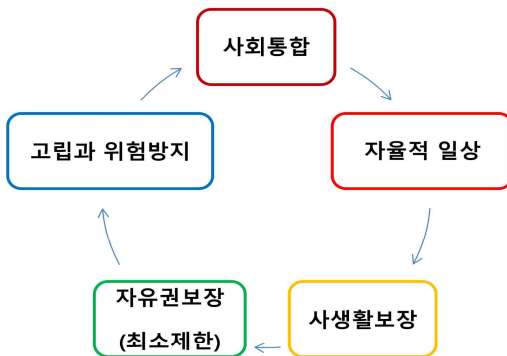 사회통합
고립과 위험방지
자율적 일상
자유권보장
(최소제한)
사생활보장